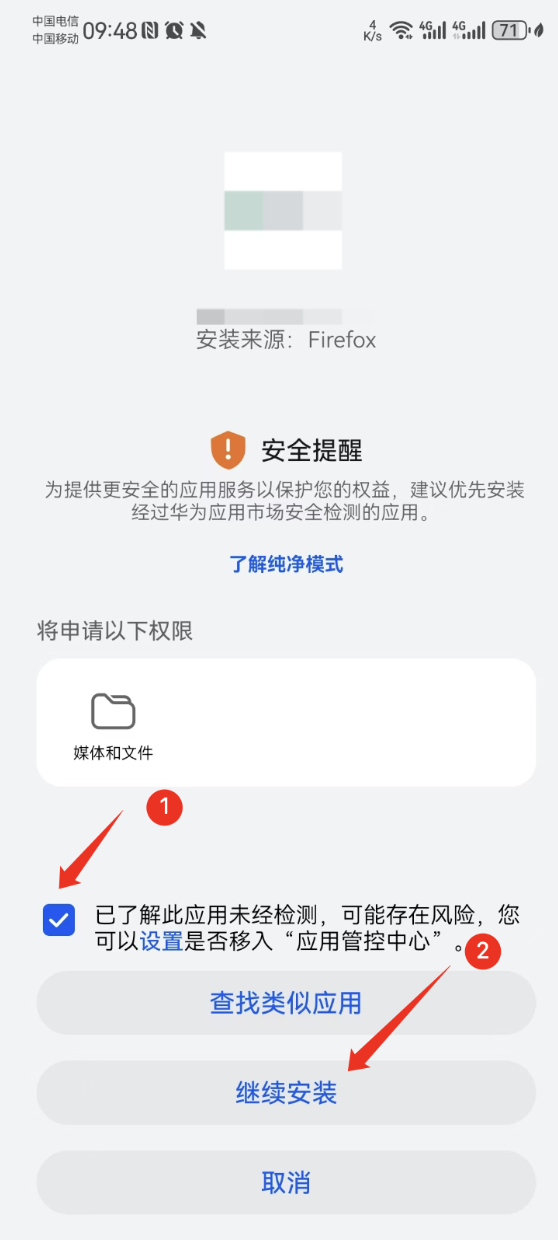 中国电信
中国移动
09:48
4
K/s
4G
4G
71
安装来源：Firefox
安全提醒
为提供更安全的应用服务以保护您的权益，建议优先安装
经过华为应用市场安全检测的应用。
了解纯净模式
将申请以下权限
媒体和文件
1
已了解此应用未经检测，可能存在风险，您
可以设置是否移入“应用管控中心”。
2
查找类似应用
继续安装
取消